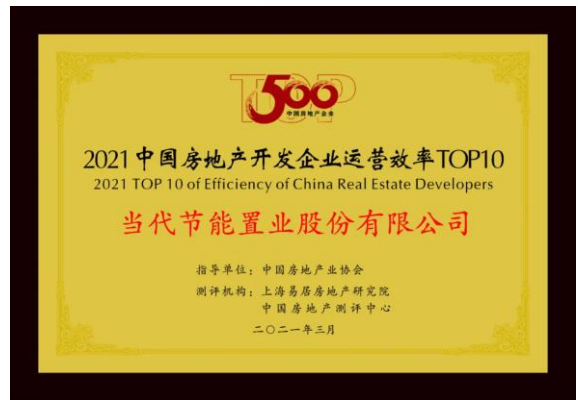 TOP
500
中国房地产业会
2021中国房地产开发企业运营效率TOP10
2021 TOP 10 of Efficiency of China Real Estate Developers
当代节能置业股份有限公司
指导单位：中国房地产业协会
测评机构：上海易居房地产研究院
中国房地产测评中心
二〇二一年三月